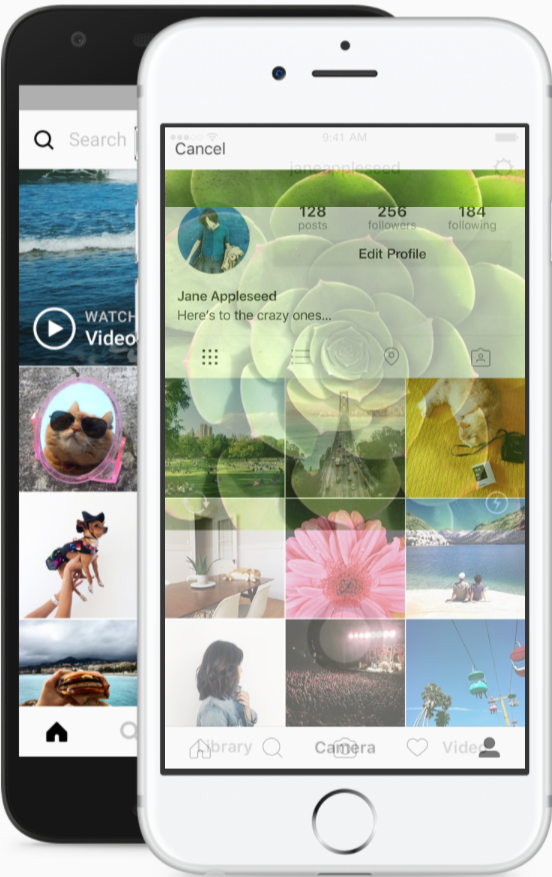 Search
WATCH
Video
9:41 AM
Cancel
janeappleseed
128 256 184
posts followers following
Edit Profile
Jane Appleseed
Here's to the crazy ones...
Library Camera Video